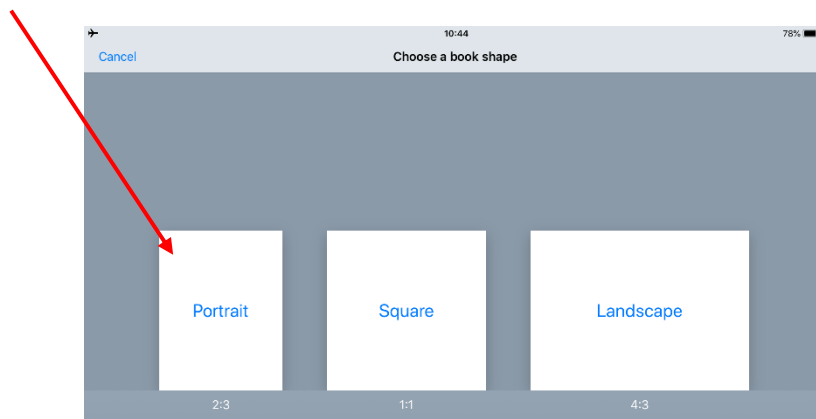 10:44
78%
Cancel
Choose a book shape
Portrait
Square
Landscape
2:3
1:1
4:3